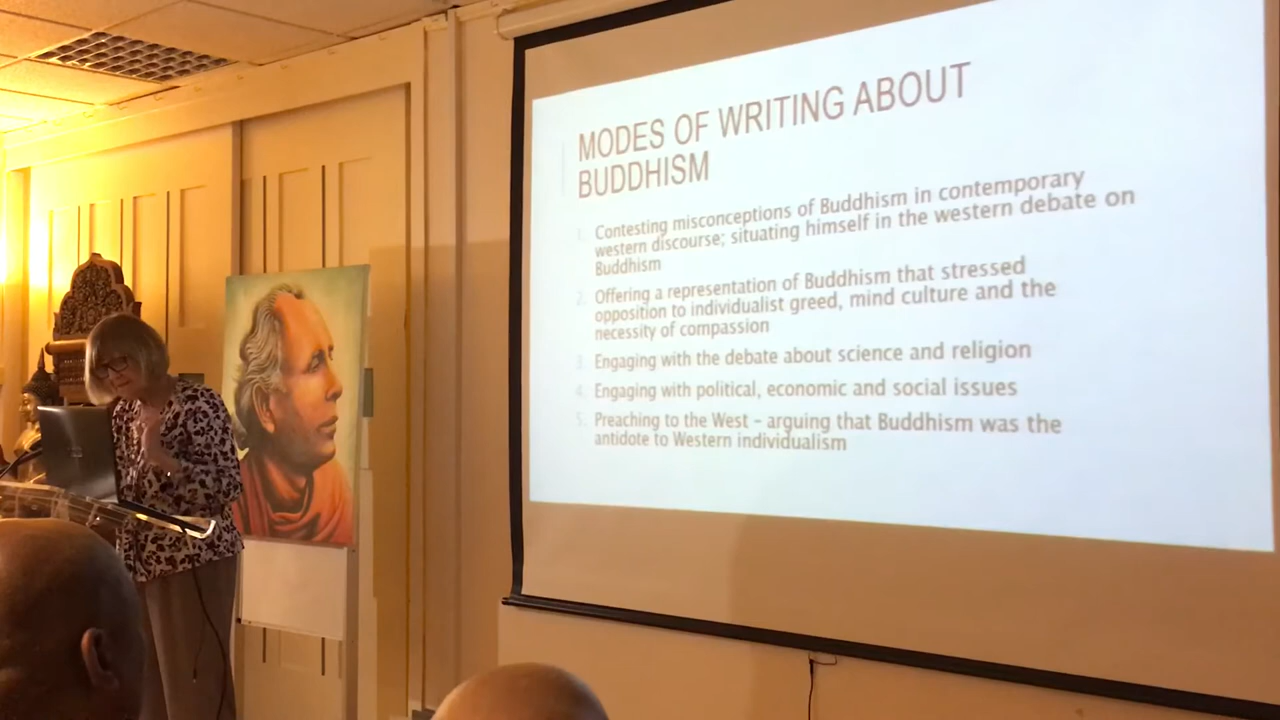 MODES OF WRITING ABOUT
BUDDHISM
1. Contesting misconceptions of Buddhism in contemporary
western discourse; situating himself in the western debate on
Buddhism
2. Offering a representation of Buddhism that stressed
opposition to individualist greed, mind culture and the
necessity of compassion
3. Engaging with the debate about science and religion
4. Engaging with political, economic and social issues
5. Preaching to the West – arguing that Buddhism was the
antidote to Western individualism